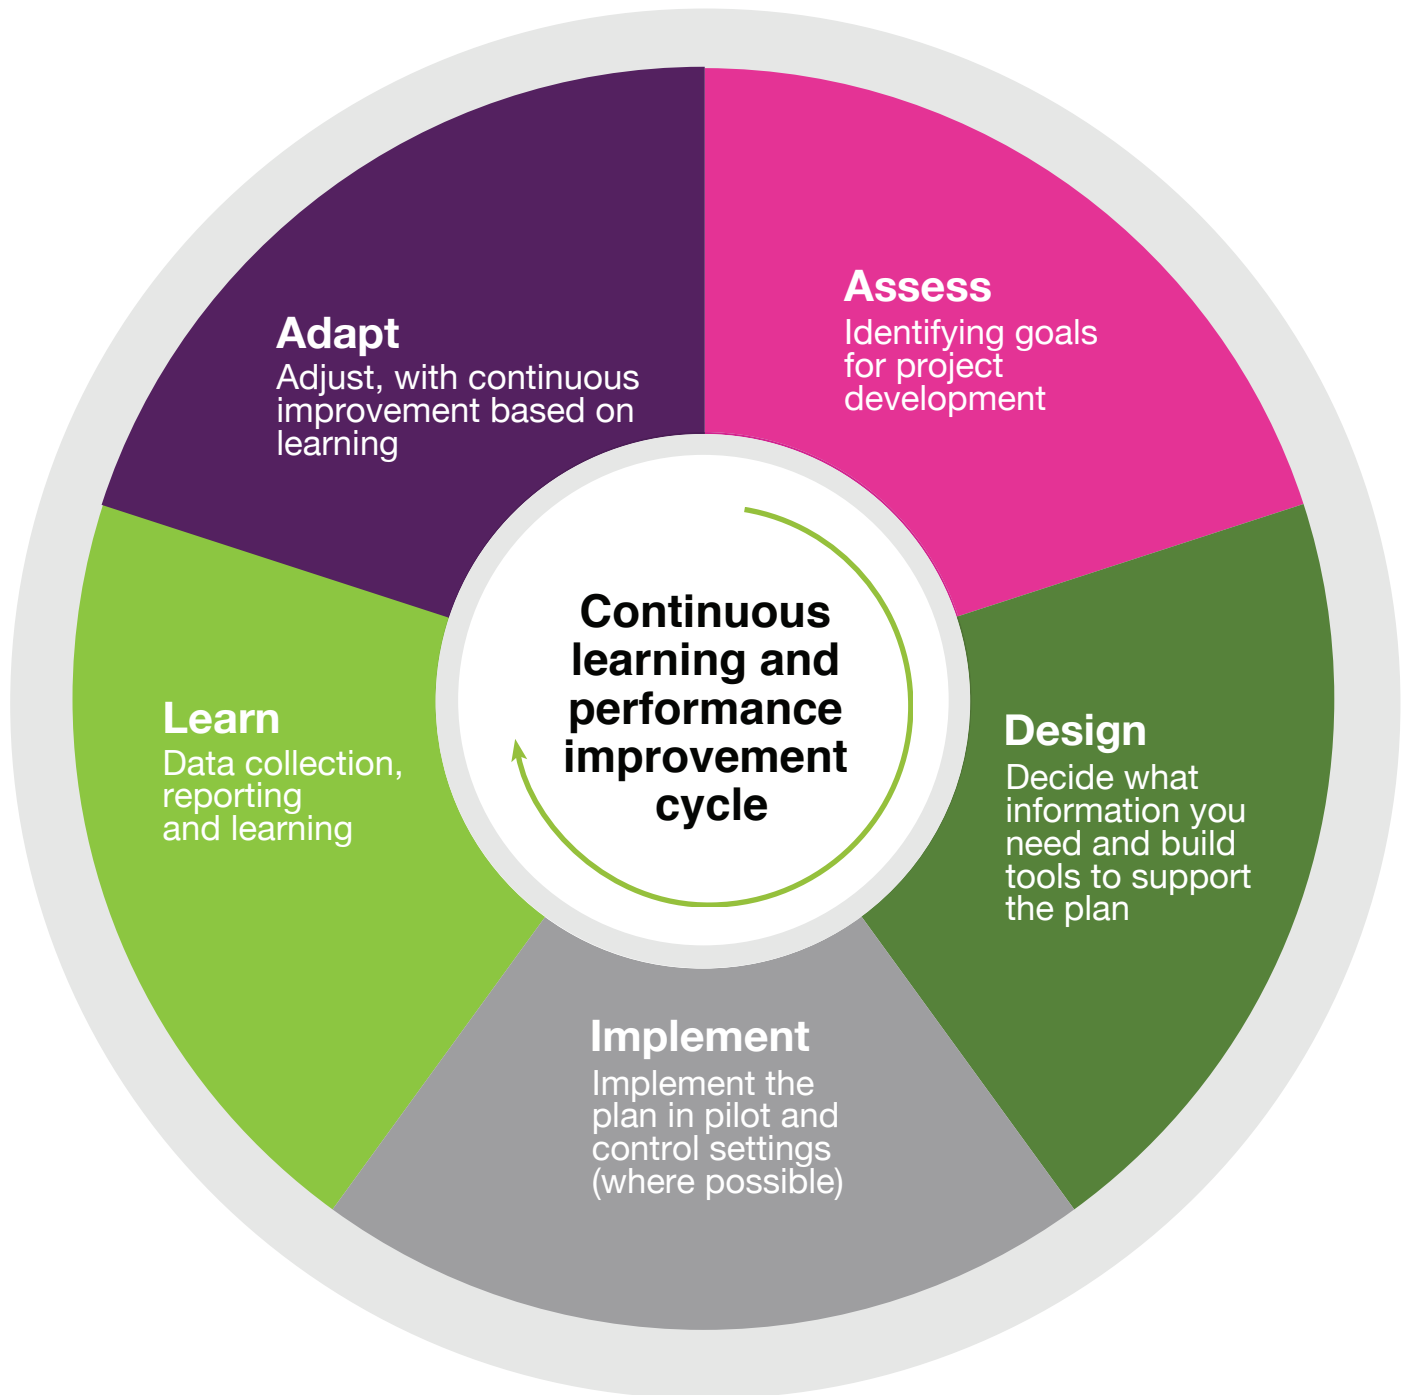 Assess
Identifying goals
for project
development
Design
Decide what
information you
need and build
tools to support
the plan
Implement
Implement the
plan in pilot and
control settings
(where possible)
Learn
Data collection,
reporting
and learning
Adapt
Adjust, with continuous
improvement based on
learning
Continuous
learning and
performance
improvement
cycle